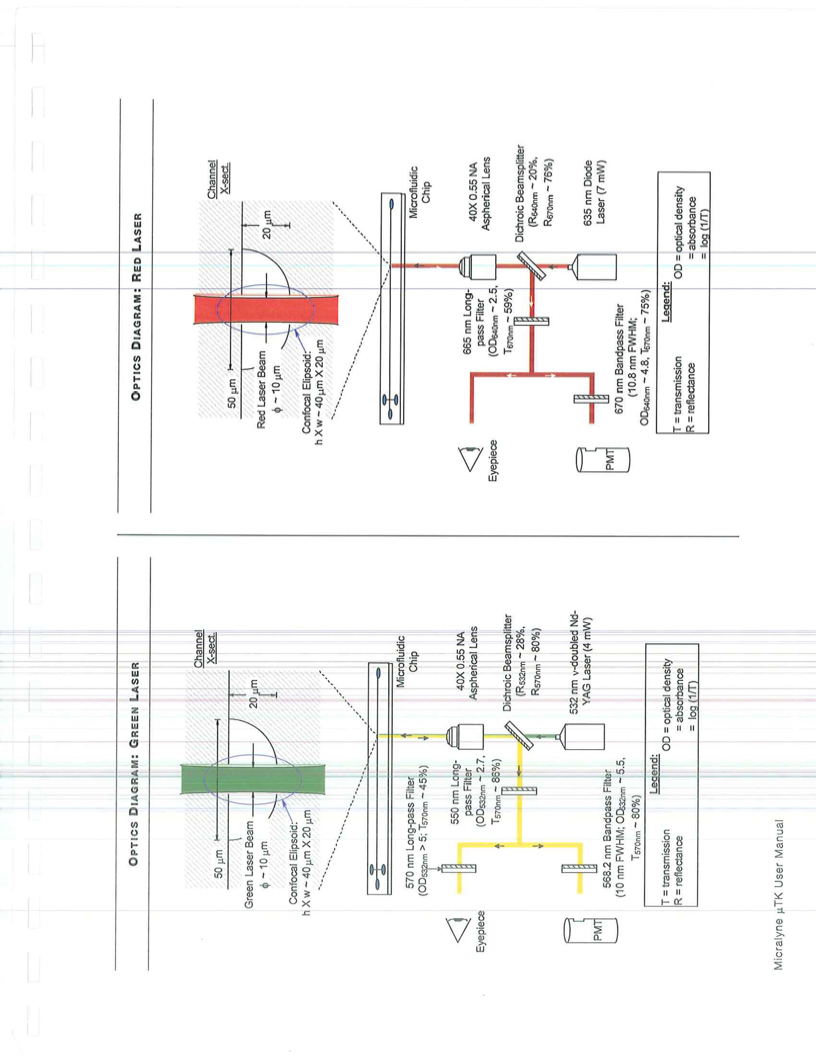 OPTICS DIAGRAM: GREEN LASER
Channel
X-sect.
50 µm
20 µm
Green Laser Beam
ϕ ~ 10 µm
Confocal Elipsoid:
h X w ~ 40 µm X 20 µm
Microfluidic
Chip
570 nm Long-pass Filter
(OD532nm > 5; T570nm ~ 45%)
40X 0.55 NA
Aspherical Lens
550 nm Long-
pass Filter
(OD532nm ~ 2.7,
T570nm ~ 86%)
Dichroic Beamsplitter
(R532nm ~ 28%,
R570nm ~ 80%)
Eyepiece
532 nm ν-doubled Nd-
YAG Laser (4 mW)
568.2 nm Bandpass Filter
(10 nm FWHM; OD532nm ~ 5.5,
T570nm ~ 80%)
PMT
Legend:
T = transmission
R = reflectance
OD = optical density
= absorbance
= log (1/T)
OPTICS DIAGRAM: RED LASER
Channel
X-sect.
50 µm
20 µm
Red Laser Beam
ϕ ~ 10 µm
Confocal Elipsoid:
h X w ~ 40 µm X 20 µm
Microfluidic
Chip
40X 0.55 NA
Aspherical Lens
665 nm Long-
pass Filter
(OD640nm ~ 2.5,
T670nm ~ 59%)
Dichroic Beamsplitter
(R640nm ~ 20%,
R670nm ~ 76%)
Eyepiece
635 nm Diode
Laser (7 mW)
670 nm Bandpass Filter
(10.8 nm FWHM;
OD640nm ~ 4.8, T670nm ~ 75%)
PMT
Legend:
T = transmission
R = reflectance
OD = optical density
= absorbance
= log (1/T)
Micralyne µTK User Manual